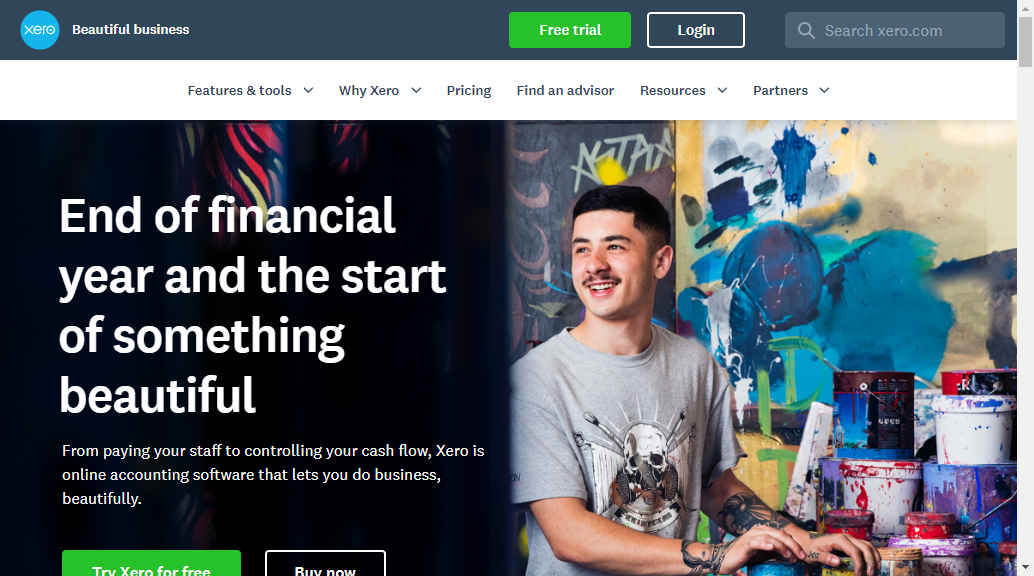 xero
Beautiful business
Free trial
Login
Search xero.com
Features & tools
Why Xero
Pricing
Find an advisor
Resources
Partners
End of financial
year and the start
of something
beautiful
From paying your staff to controlling your cash flow, Xero is
online accounting software that lets you do business,
beautifully.
Try Xero for free
Buy now